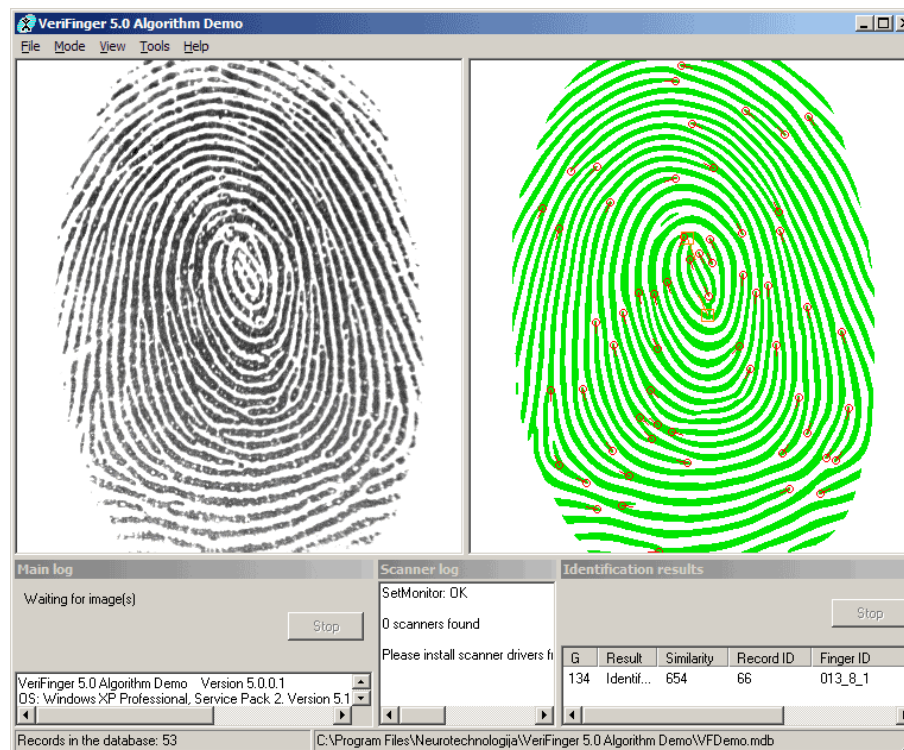 VeriFinger 5.0 Algorithm Demo
File Mode View Tools Help
Main log
Waiting for image(s)
Stop
VeriFinger 5.0 Algorithm Demo Version 5.0.0.1
OS: Windows XP Professional, Service Pack 2. Version 5.1
Scanner log
SetMonitor: OK
0 scanners found
Please install scanner drivers
Identification results
Stop
G Result Similarity Record ID Finger ID
134 Identif... 654 66 013_8_1
Records in the database: 53
C:\Program Files\Neurotechnologija\VeriFinger 5.0 Algorithm Demo\VFDemo.mdb